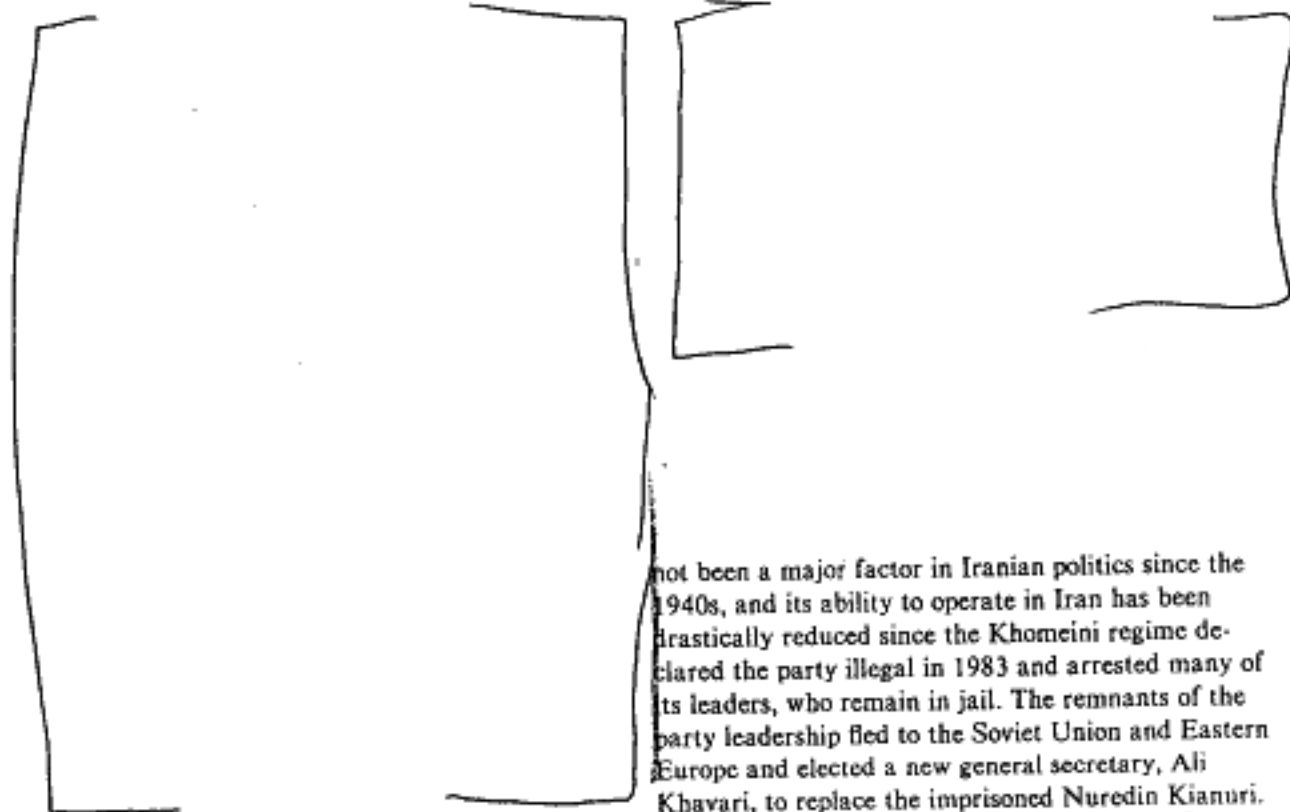 not been a major factor in Iranian politics since the
1940s, and its ability to operate in Iran has been
drastically reduced since the Khomeini regime de-
clared the party illegal in 1983 and arrested many of
its leaders, who remain in jail. The remnants of the
party leadership fled to the Soviet Union and Eastern
Europe and elected a new general secretary, Ali
Khavari, to replace the imprisoned Nuredin Kianuri.